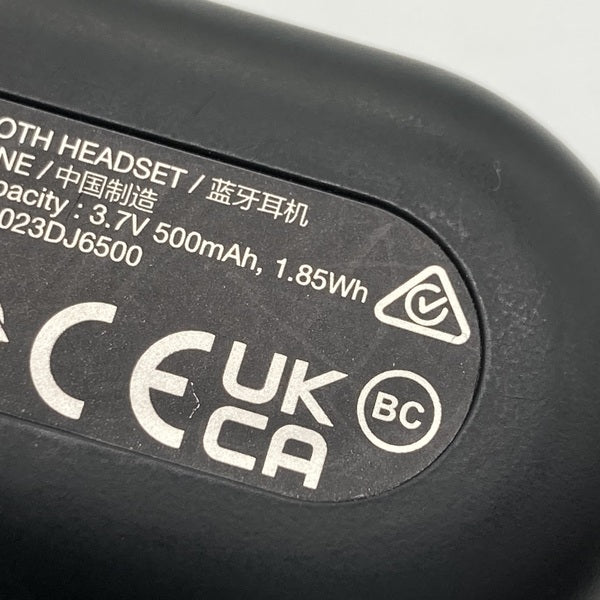 OTH HEADSET / 蓝牙耳机
NE / 中国制造
pacity : 3.7V 500mAh, 1.85Wh
023DJ6500
CE UK
CA
BC